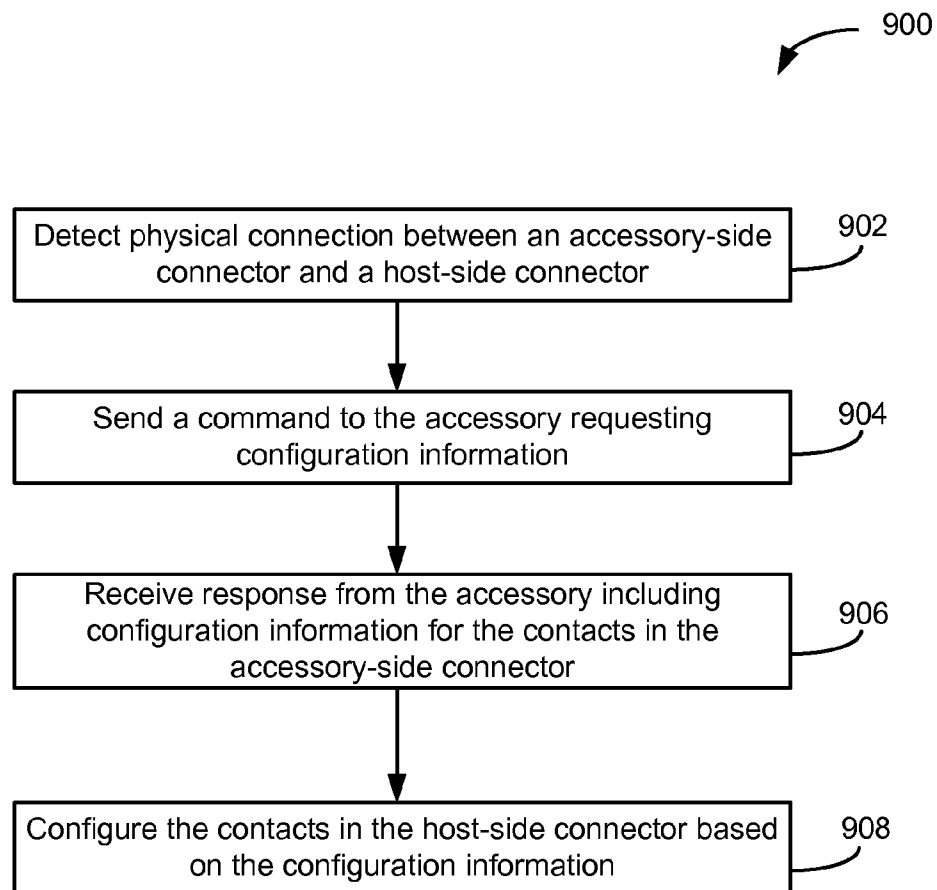 900
Detect physical connection between an accessory-side
connector and a host-side connector
902
Send a command to the accessory requesting
configuration information
904
Receive response from the accessory including
configuration information for the contacts in the
accessory-side connector
906
Configure the contacts in the host-side connector based
on the configuration information
908